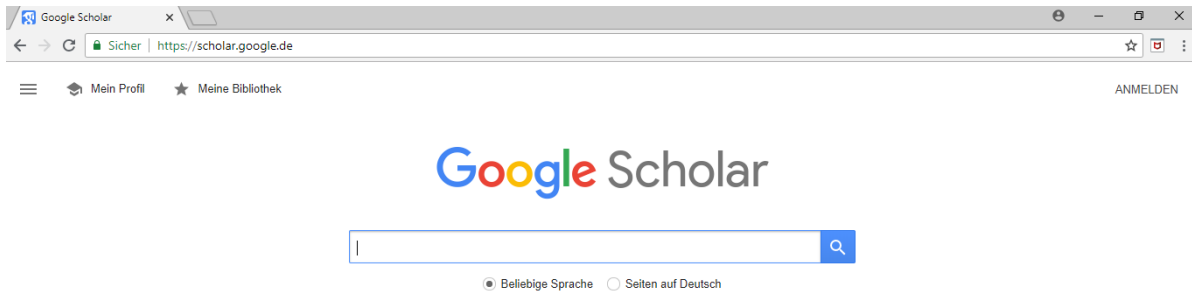 Google Scholar
Sicher | https://scholar.google.de
Mein Profil Meine Bibliothek ANMELDEN
Google Scholar
Beliebige Sprache Seiten auf Deutsch